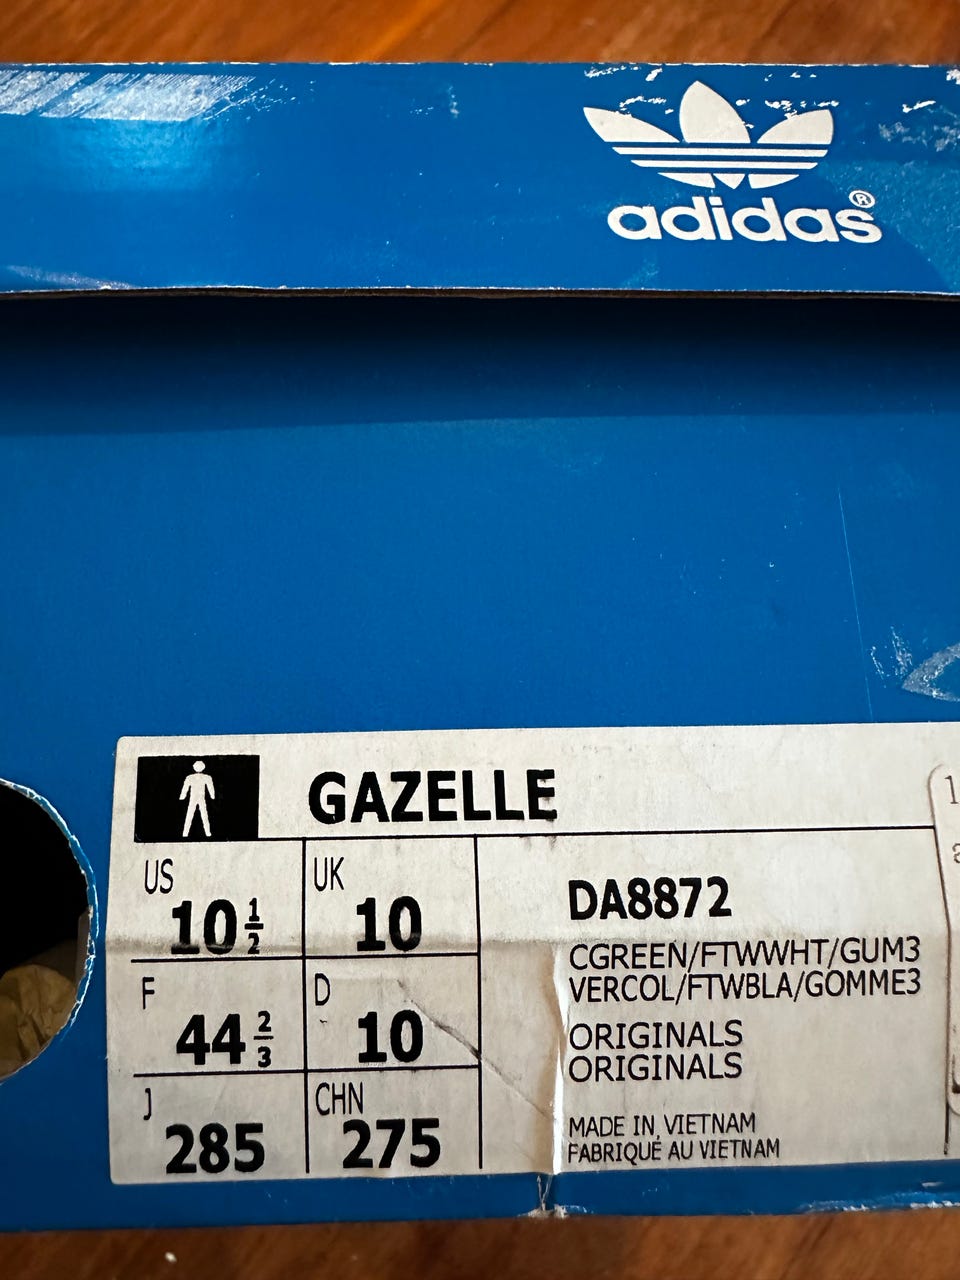 adidas®
GAZELLE
US
10 1/2
UK
10
F
44 2/3
D
10
J
285
CHN
275
DA8872
CGREEN/FTWWHT/GUM3
VERCOL/FTWBLA/GOMME3
ORIGINALS
ORIGINALS
MADE IN VIETNAM
FABRIQUÉ AU VIETNAM